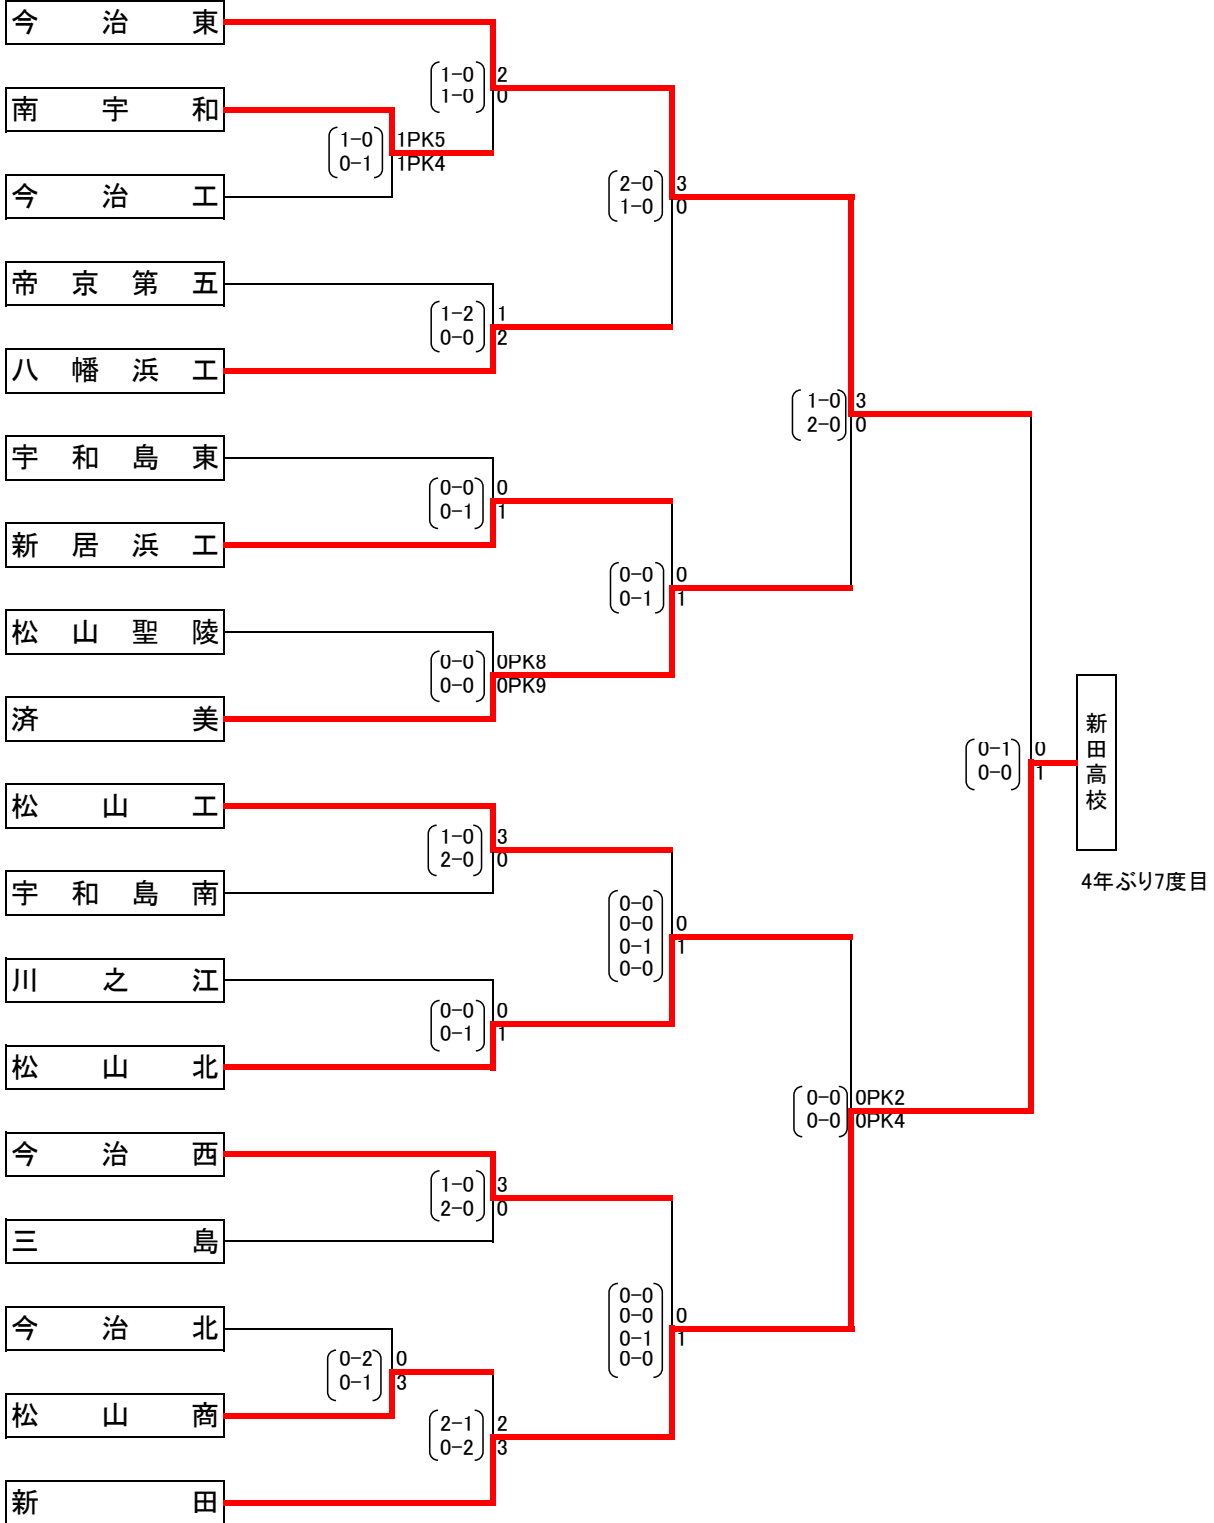 今治東
1-0 2
1-0 0
南宇和
1-0 1PK5
0-1 1PK4
今治工
2-0 3
1-0 0
帝京第五
1-2 1
0-0 2
八幡浜工
1-0 3
2-0 0
宇和島東
0-0 0
0-1 1
新居浜工
0-0 0
0-1 1
松山聖陵
0-0 0PK8
0-0 0PK9
済美
新田高校
0-1 0
0-0 1
4年ぶり7度目
松山工
1-0 3
2-0 0
宇和島南
0-0
0-0 0
0-1 1
0-0
川之江
0-0 0
0-1 1
松山北
0-0 0PK2
0-0 0PK4
今治西
1-0 3
2-0 0
三島
0-0
0-0 0
0-1 1
0-0
今治北
0-2 0
0-1 3
松山商
2-1 2
0-2 3
新田